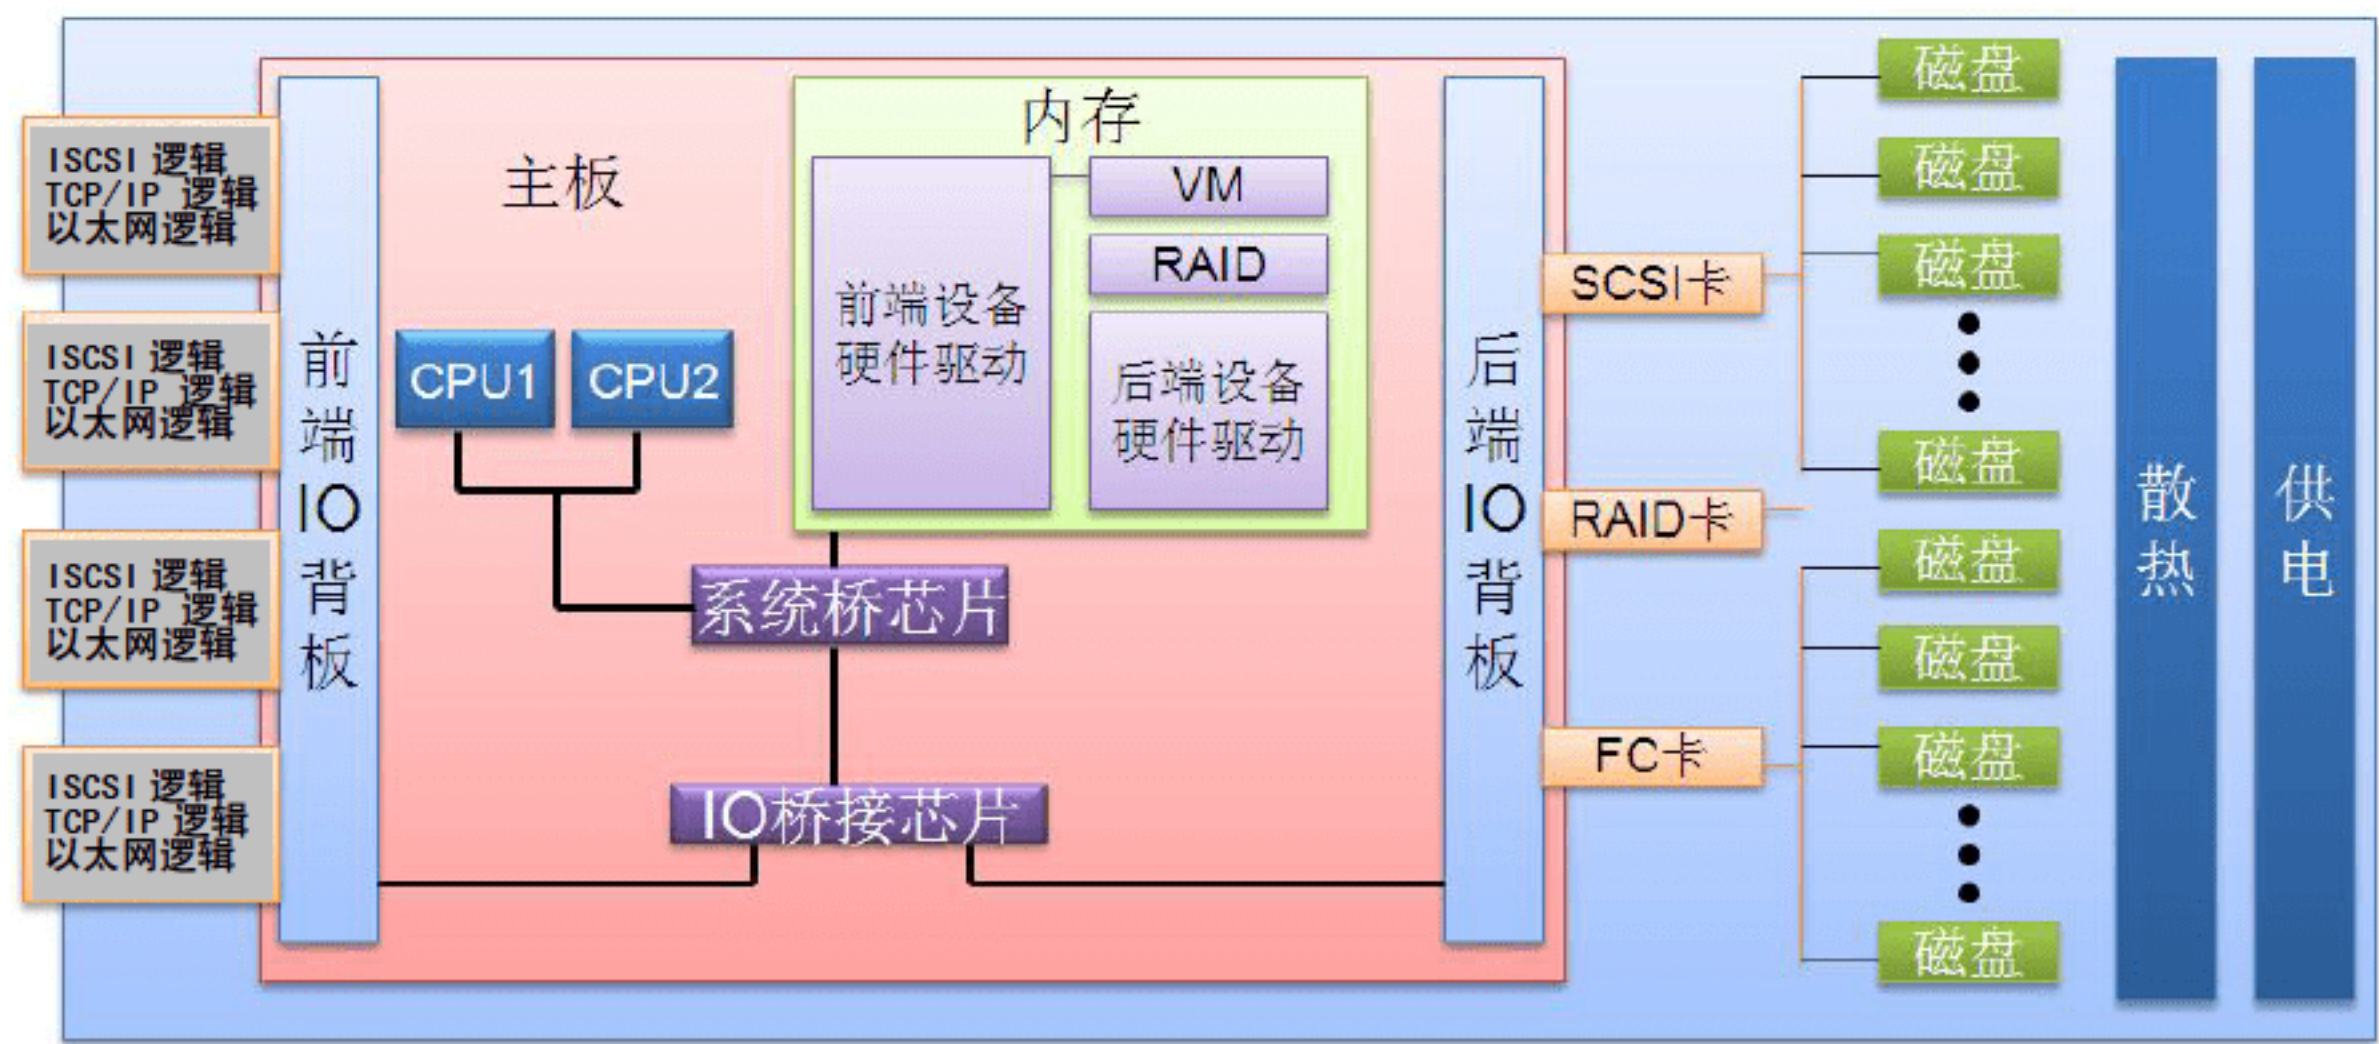 ISCSI 逻辑
TCP/IP 逻辑
以太网逻辑
ISCSI 逻辑
TCP/IP 逻辑
以太网逻辑
ISCSI 逻辑
TCP/IP 逻辑
以太网逻辑
ISCSI 逻辑
TCP/IP 逻辑
以太网逻辑
前端IO背板
主板
CPU1
CPU2
内存
前端设备
硬件驱动
VM
RAID
后端设备
硬件驱动
系统桥芯片
IO桥接芯片
后端IO背板
SCSI卡
RAID卡
FC卡
磁盘
磁盘
磁盘
磁盘
磁盘
磁盘
磁盘
磁盘
散热
供电